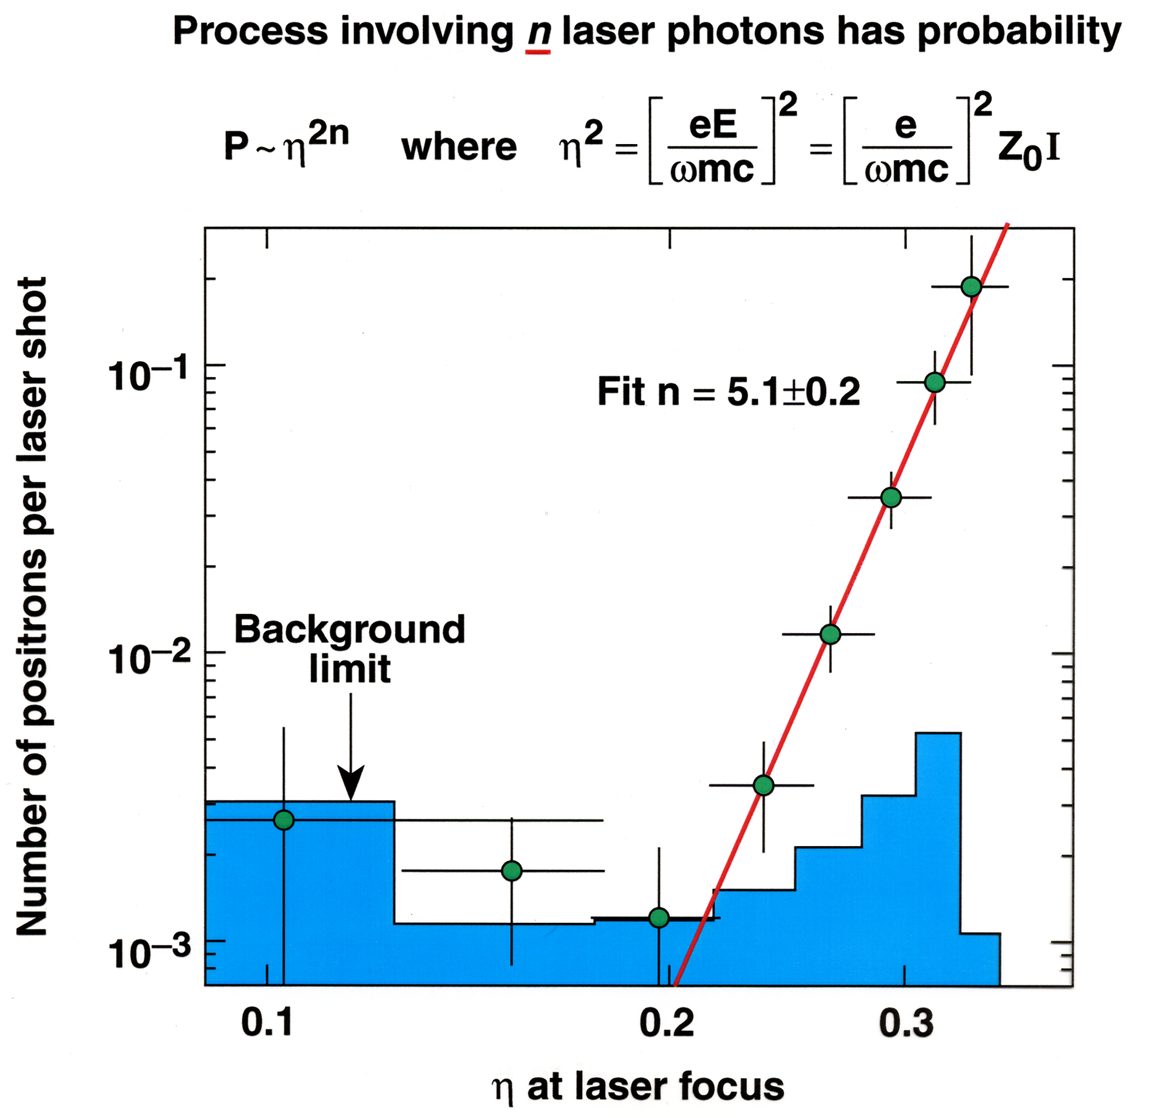 Process involving n laser photons has probability
P ~ η²ⁿ where η² = [eE/ωmc]² = [e/ωmc]² Z₀I
Number of positrons per laser shot
10⁻¹
Fit n = 5.1±0.2
Background
limit
10⁻²
10⁻³
0.1 0.2 0.3
η at laser focus